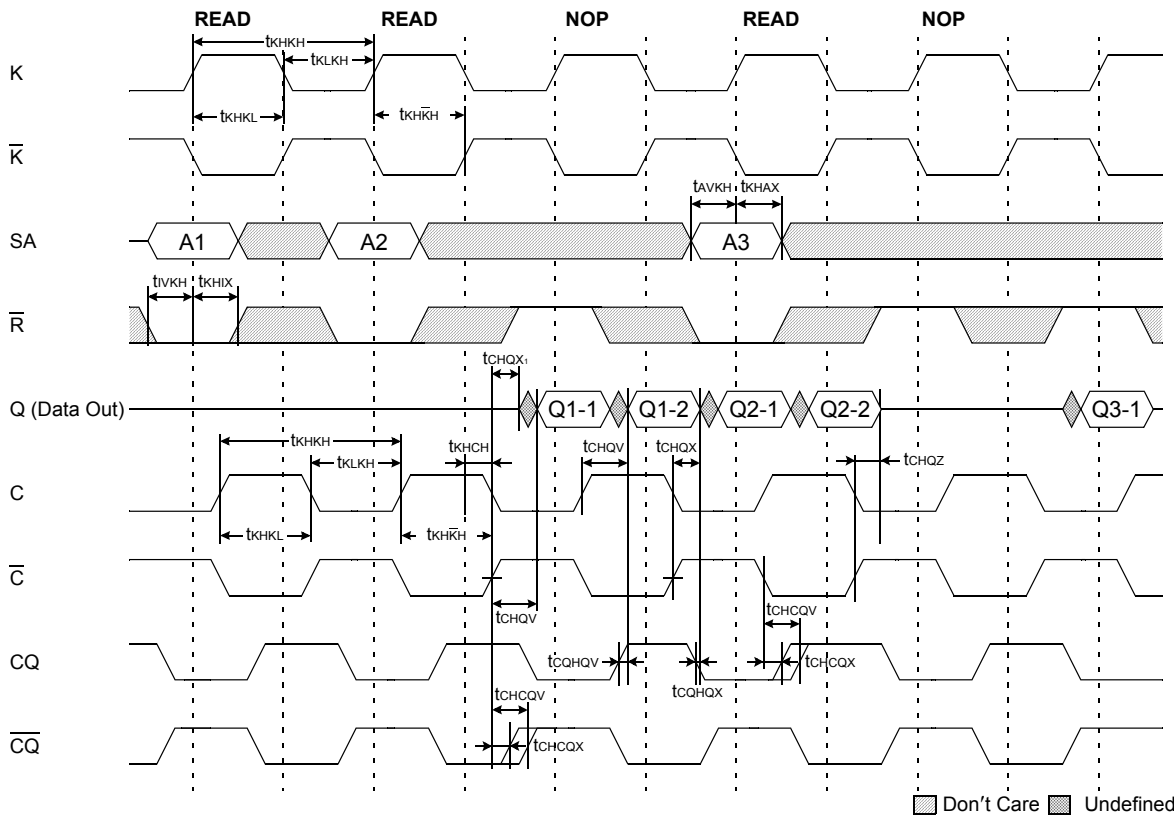 READ READ NOP READ NOP
tKHKH
tKLKH
K
tKHKL tKHK̅H
K̅
tAVKH tKHAX
SA A1 A2 A3
tIVKH tKHIX
R̅
tCHQX1
Q (Data Out) Q1-1 Q1-2 Q2-1 Q2-2 Q3-1
tKHKH tKHCH tCHQV tCHQX
tKLKH tCHQZ
C
tKHKL tKHK̅H
C̅
tCHQV tCHCQV
CQ tCQHQV tCHCQX
tCQHQX
tCHCQV
C̅Q̅ tCHCQX
Don't Care Undefined